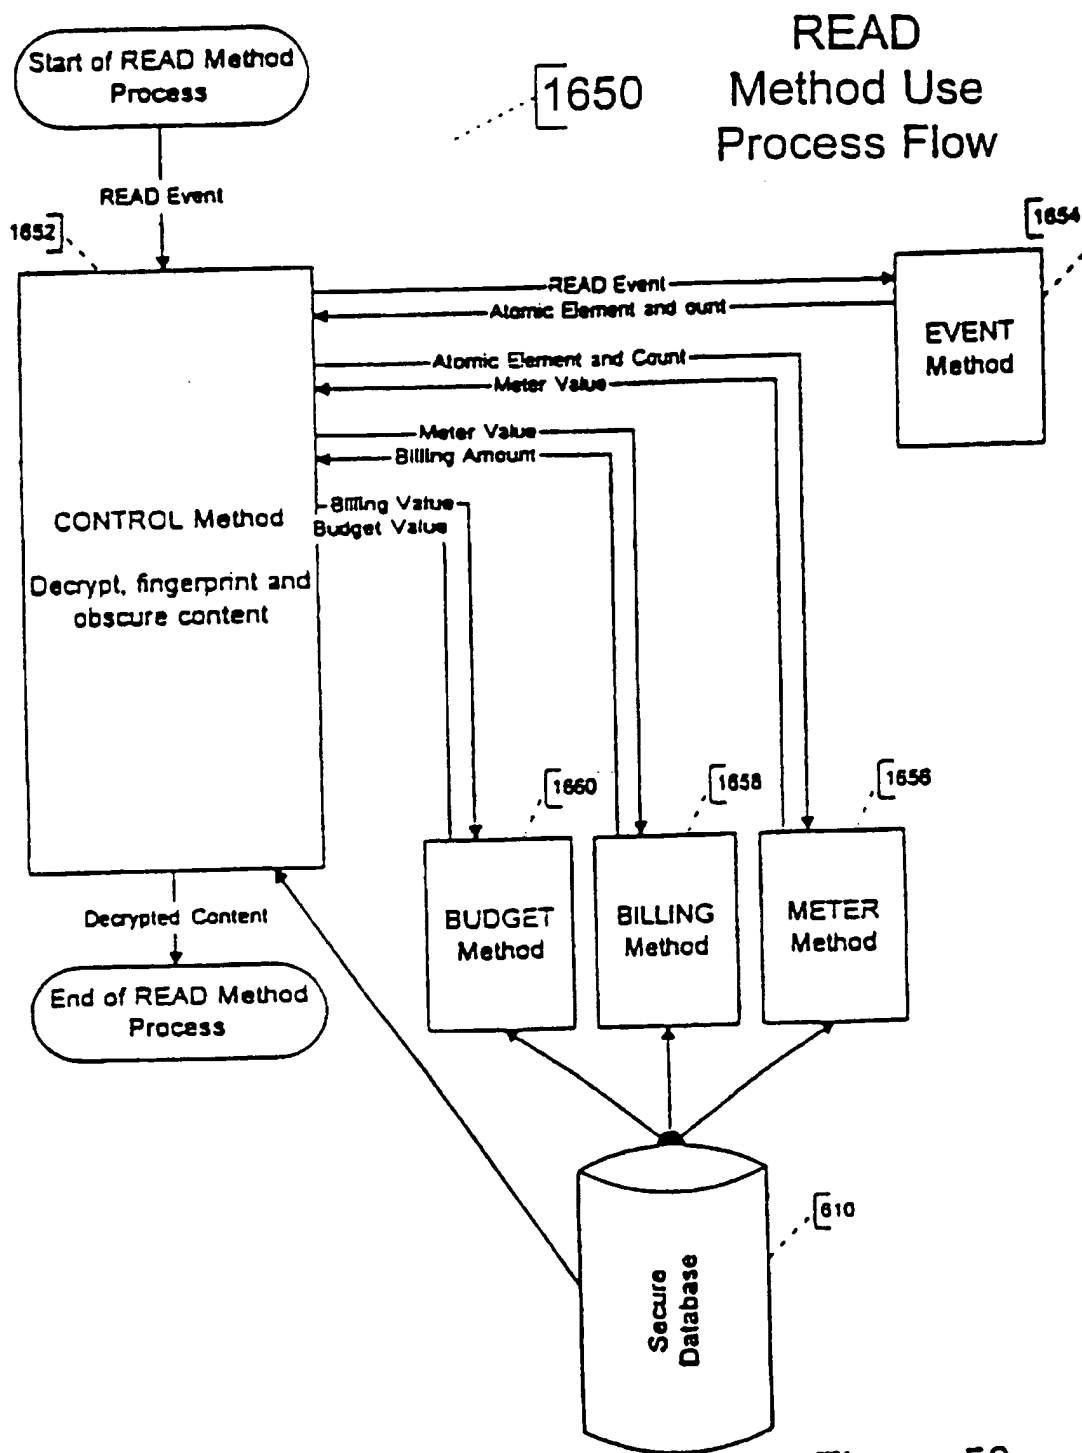 READ
Method Use
Process Flow
Start of READ Method
Process
1650
READ Event
1652
1654
READ Event
Atomic Element and ount
EVENT
Method
Atomic Element and Count
Meter Value
Meter Value
Billing Amount
Billing Value
Budget Value
CONTROL Method
Decrypt, fingerprint and
obscure content
1660
1658
1656
Decrypted Content
BUDGET
Method
BILLING
Method
METER
Method
End of READ Method
Process
610
Secure
Database